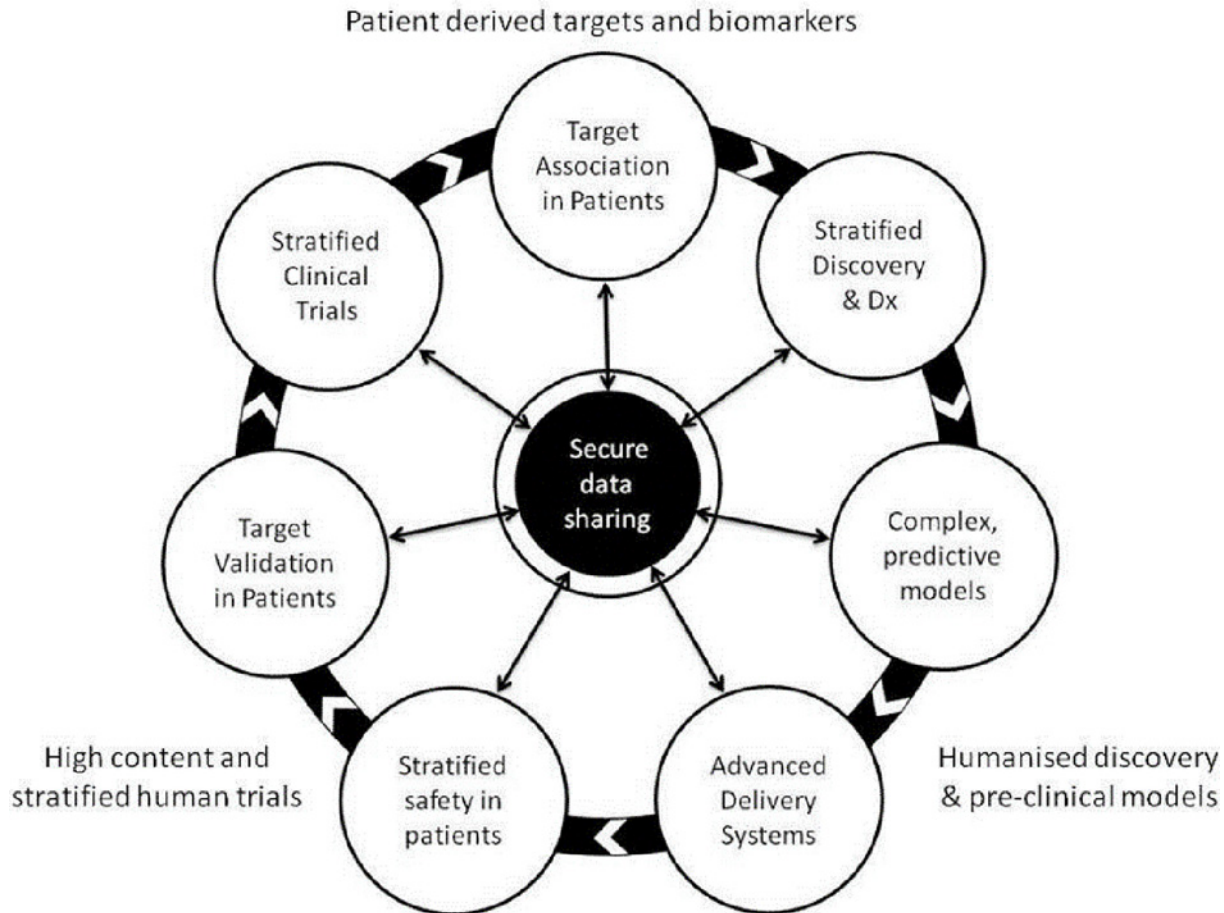 Patient derived targets and biomarkers
Target
Association
in Patients
Stratified
Discovery
& Dx
Complex,
predictive
models
Humanised discovery
& pre-clinical models
Advanced
Delivery
Systems
Stratified
safety in
patients
High content and
stratified human trials
Target
Validation
in Patients
Stratified
Clinical
Trials
Secure
data
sharing